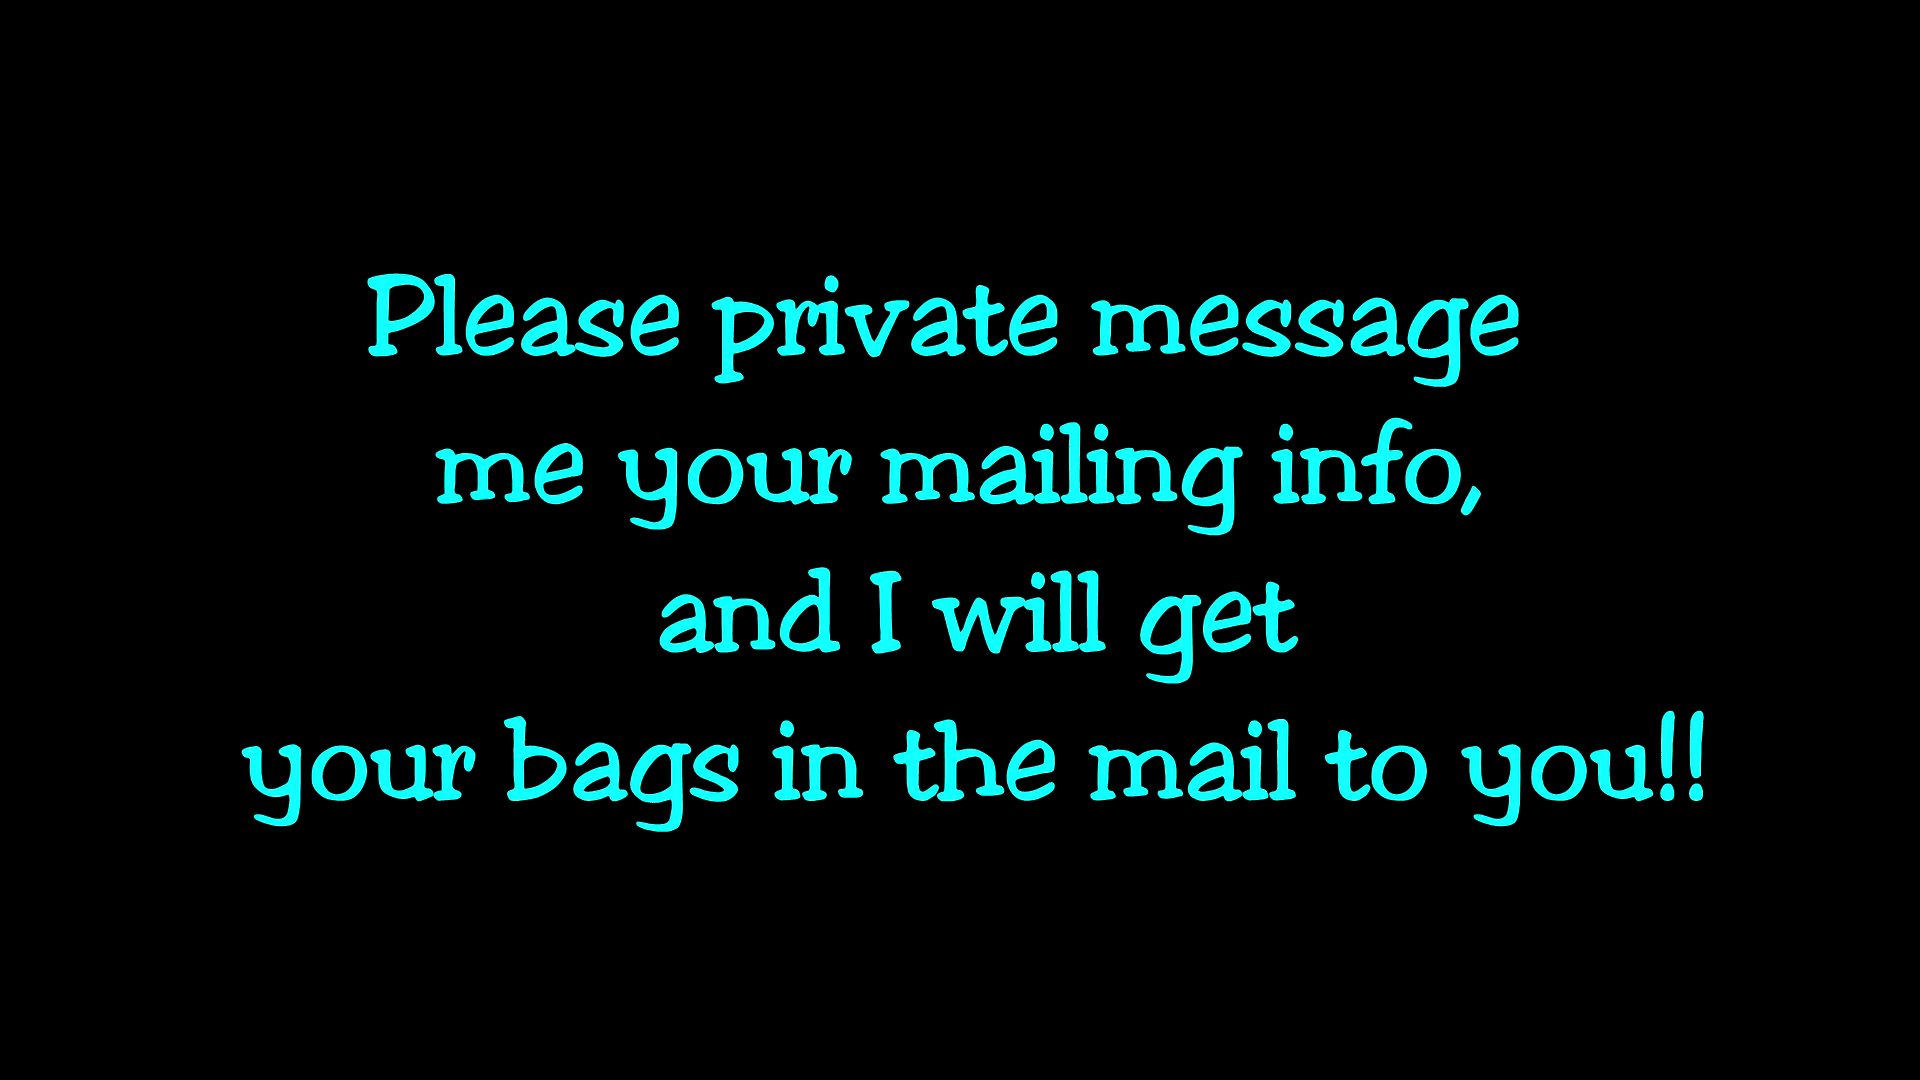 Please private message
me your mailing info,
and I will get
your bags in the mail to you!!